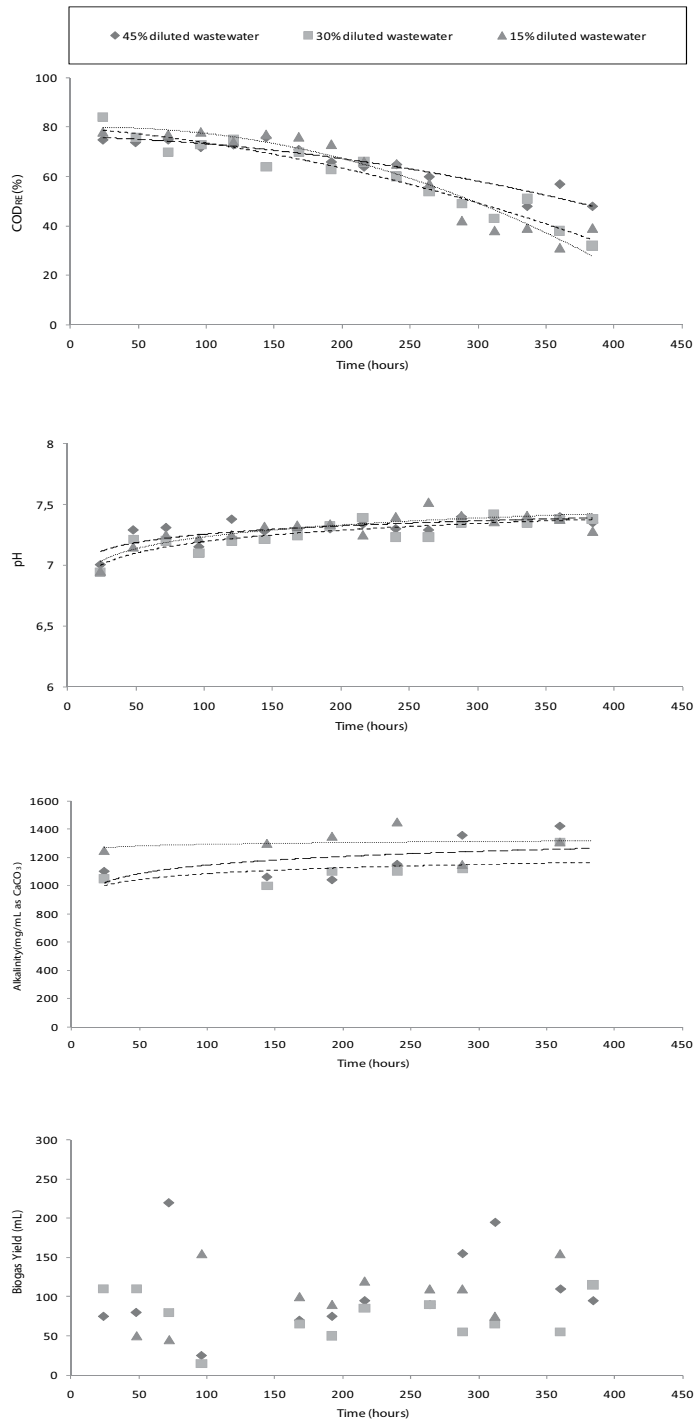 45% diluted wastewater 30% diluted wastewater 15% diluted wastewater
100
80
60
40
20
0
COD RE (%)
0 50 100 150 200 250 300 350 400 450
Time (hours)
8
7,5
7
6,5
6
pH
0 50 100 150 200 250 300 350 400 450
Time (hours)
1600
1400
1200
1000
800
600
400
200
0
Alkalinity(mg/mL as CaCO3)
0 50 100 150 200 250 300 350 400 450
Time (hours)
300
250
200
150
100
50
0
Biogas Yield (mL)
0 50 100 150 200 250 300 350 400 450
Time (hours)